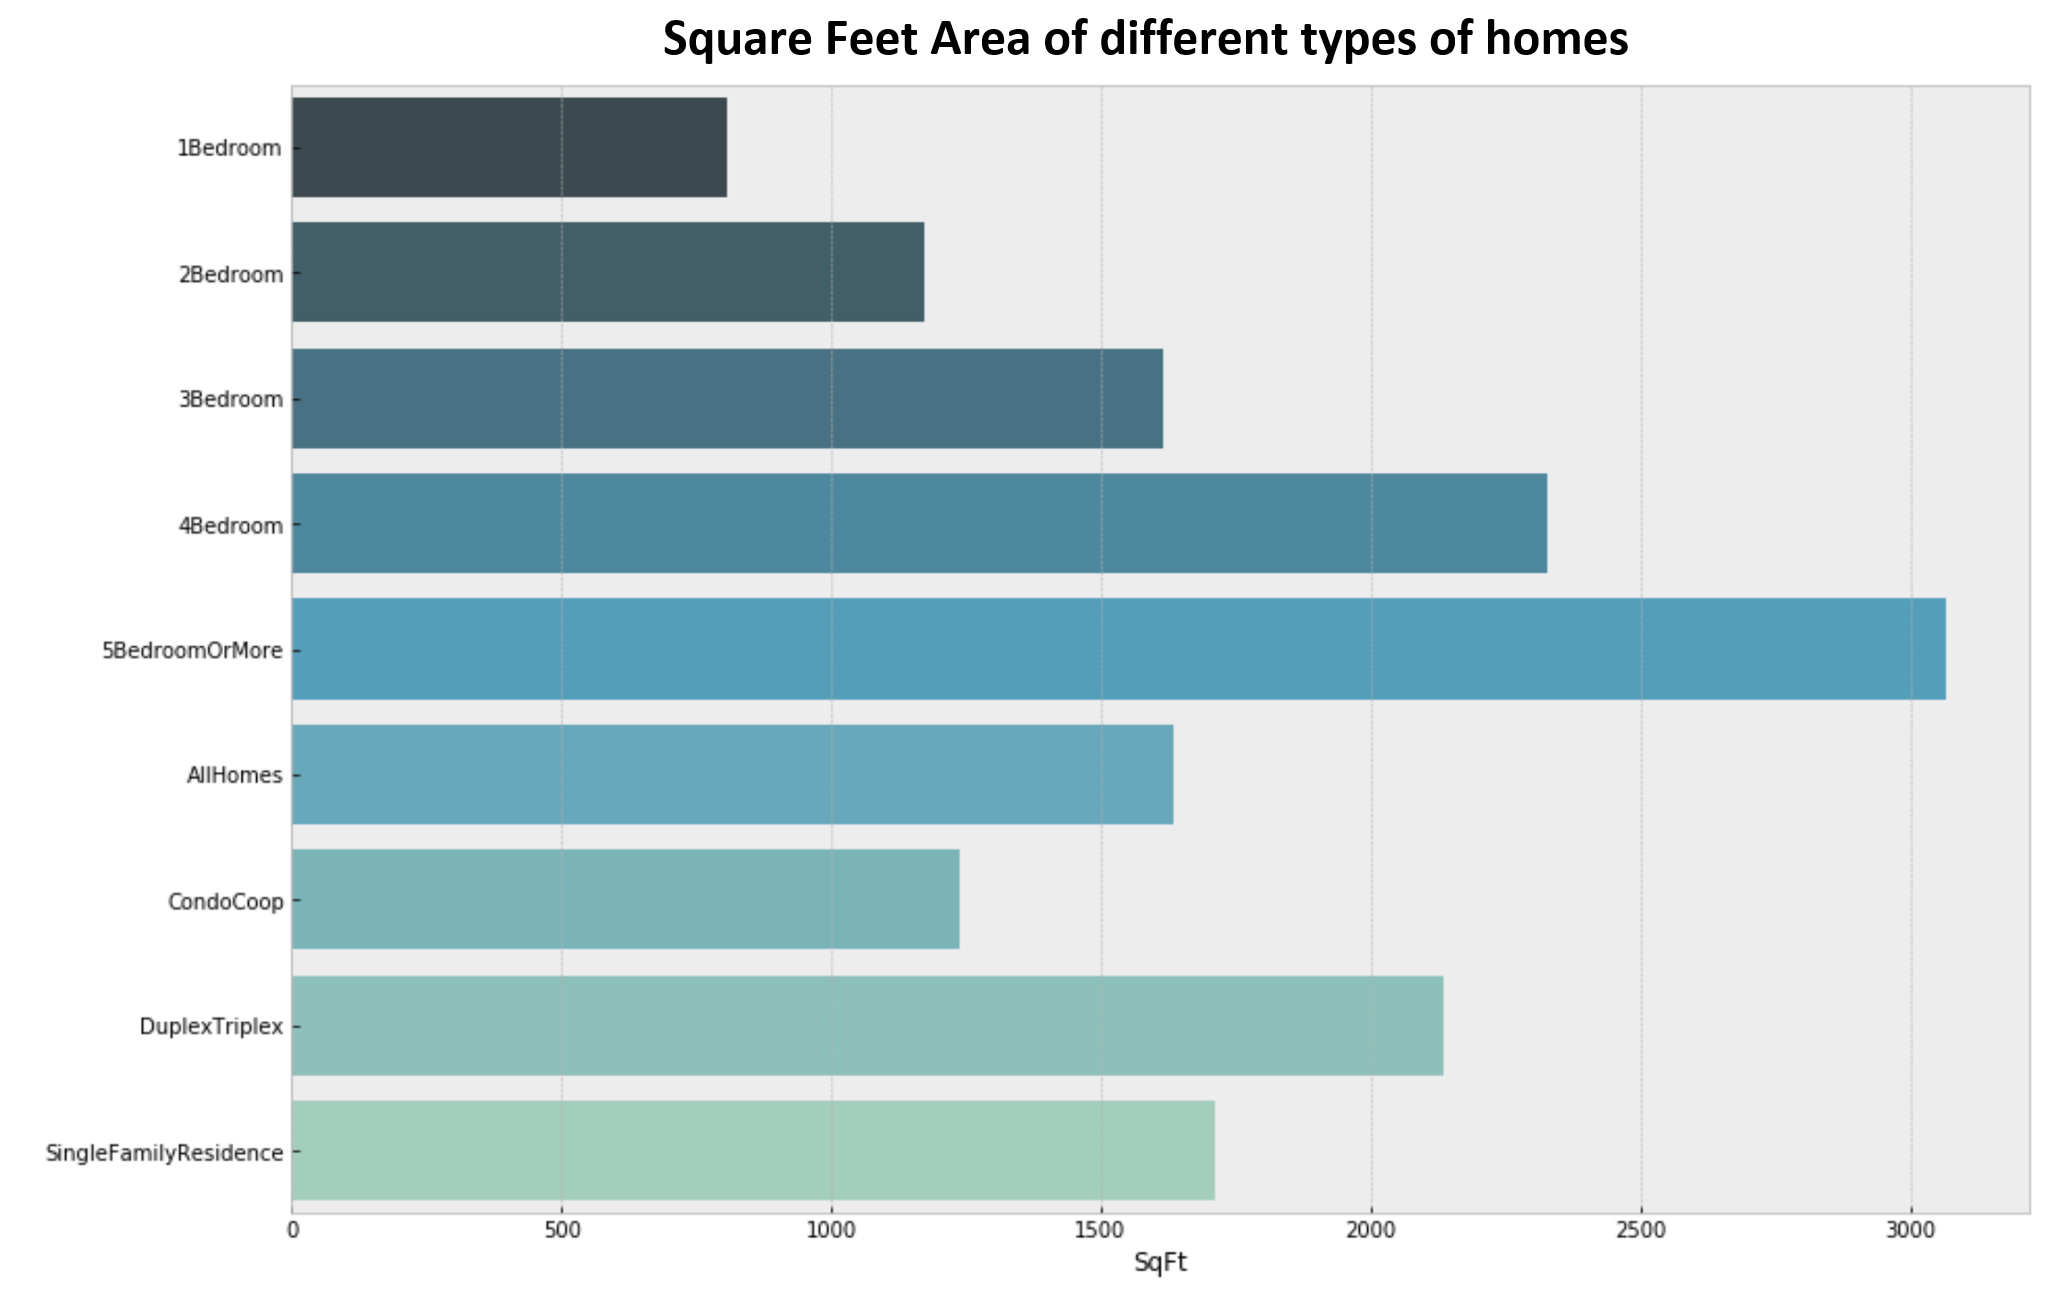 Square Feet Area of different types of homes
1Bedroom
2Bedroom
3Bedroom
4Bedroom
5BedroomOrMore
AllHomes
CondoCoop
DuplexTriplex
SingleFamilyResidence
0 500 1000 1500 2000 2500 3000
SqFt